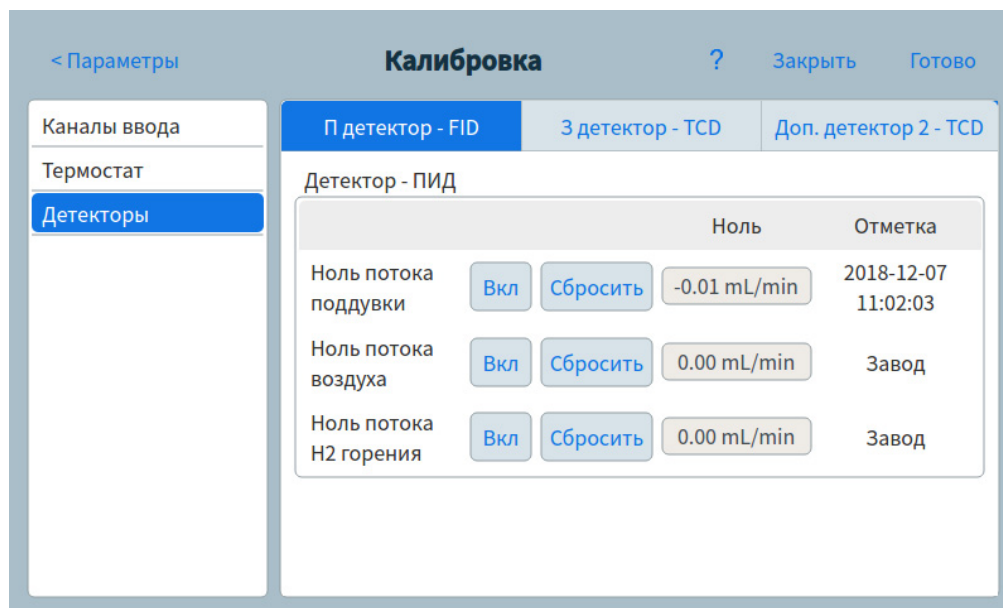 < Параметры
Калибровка
?
Закрыть
Готово
Каналы ввода
Термостат
Детекторы
П детектор - FID
З детектор - TCD
Доп. детектор 2 - TCD
Детектор - ПИД
Ноль
Отметка
Ноль потока
поддувки
Вкл
Сбросить
-0.01 mL/min
2018-12-07
11:02:03
Ноль потока
воздуха
Вкл
Сбросить
0.00 mL/min
Завод
Ноль потока
H2 горения
Вкл
Сбросить
0.00 mL/min
Завод